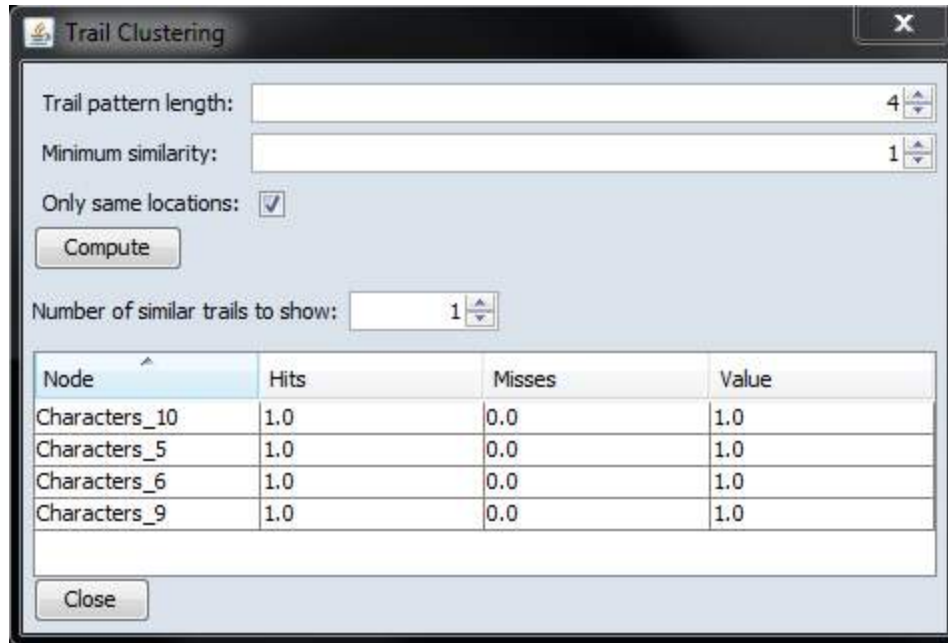 Trail Clustering
x
Trail pattern length: 4
Minimum similarity: 1
Only same locations:
Compute
Number of similar trails to show: 1
Node Hits Misses Value
Characters_10 1.0 0.0 1.0
Characters_5 1.0 0.0 1.0
Characters_6 1.0 0.0 1.0
Characters_9 1.0 0.0 1.0
Close